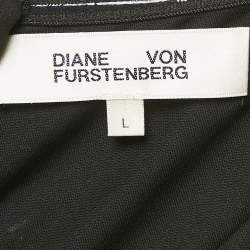 DIANE VON
FURSTENBERG
L